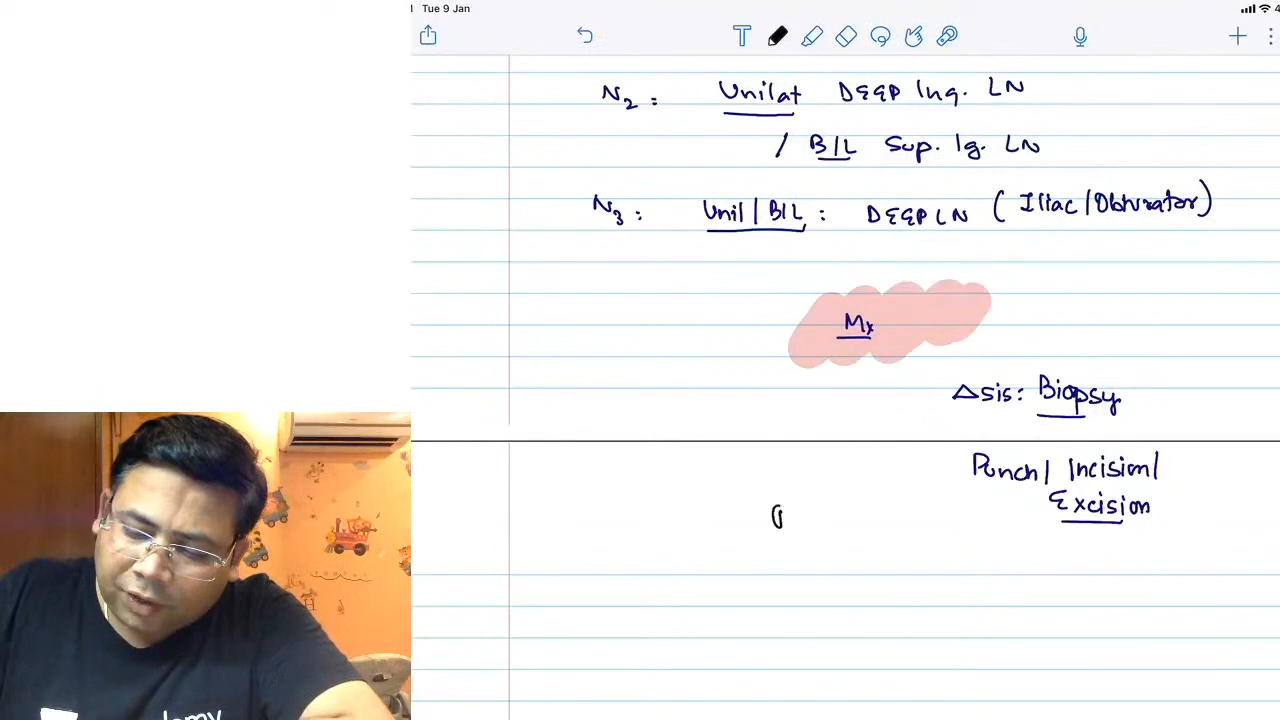 Tue 9 Jan
N2 : Unilat DEEP Ing. LN
/ B/L Sup. Ig. LN
N3 : Unil / B/L : DEEP LN ( Iliac / Obturator )
Mx
Δsis : Biopsy
Punch / Incision /
Excision